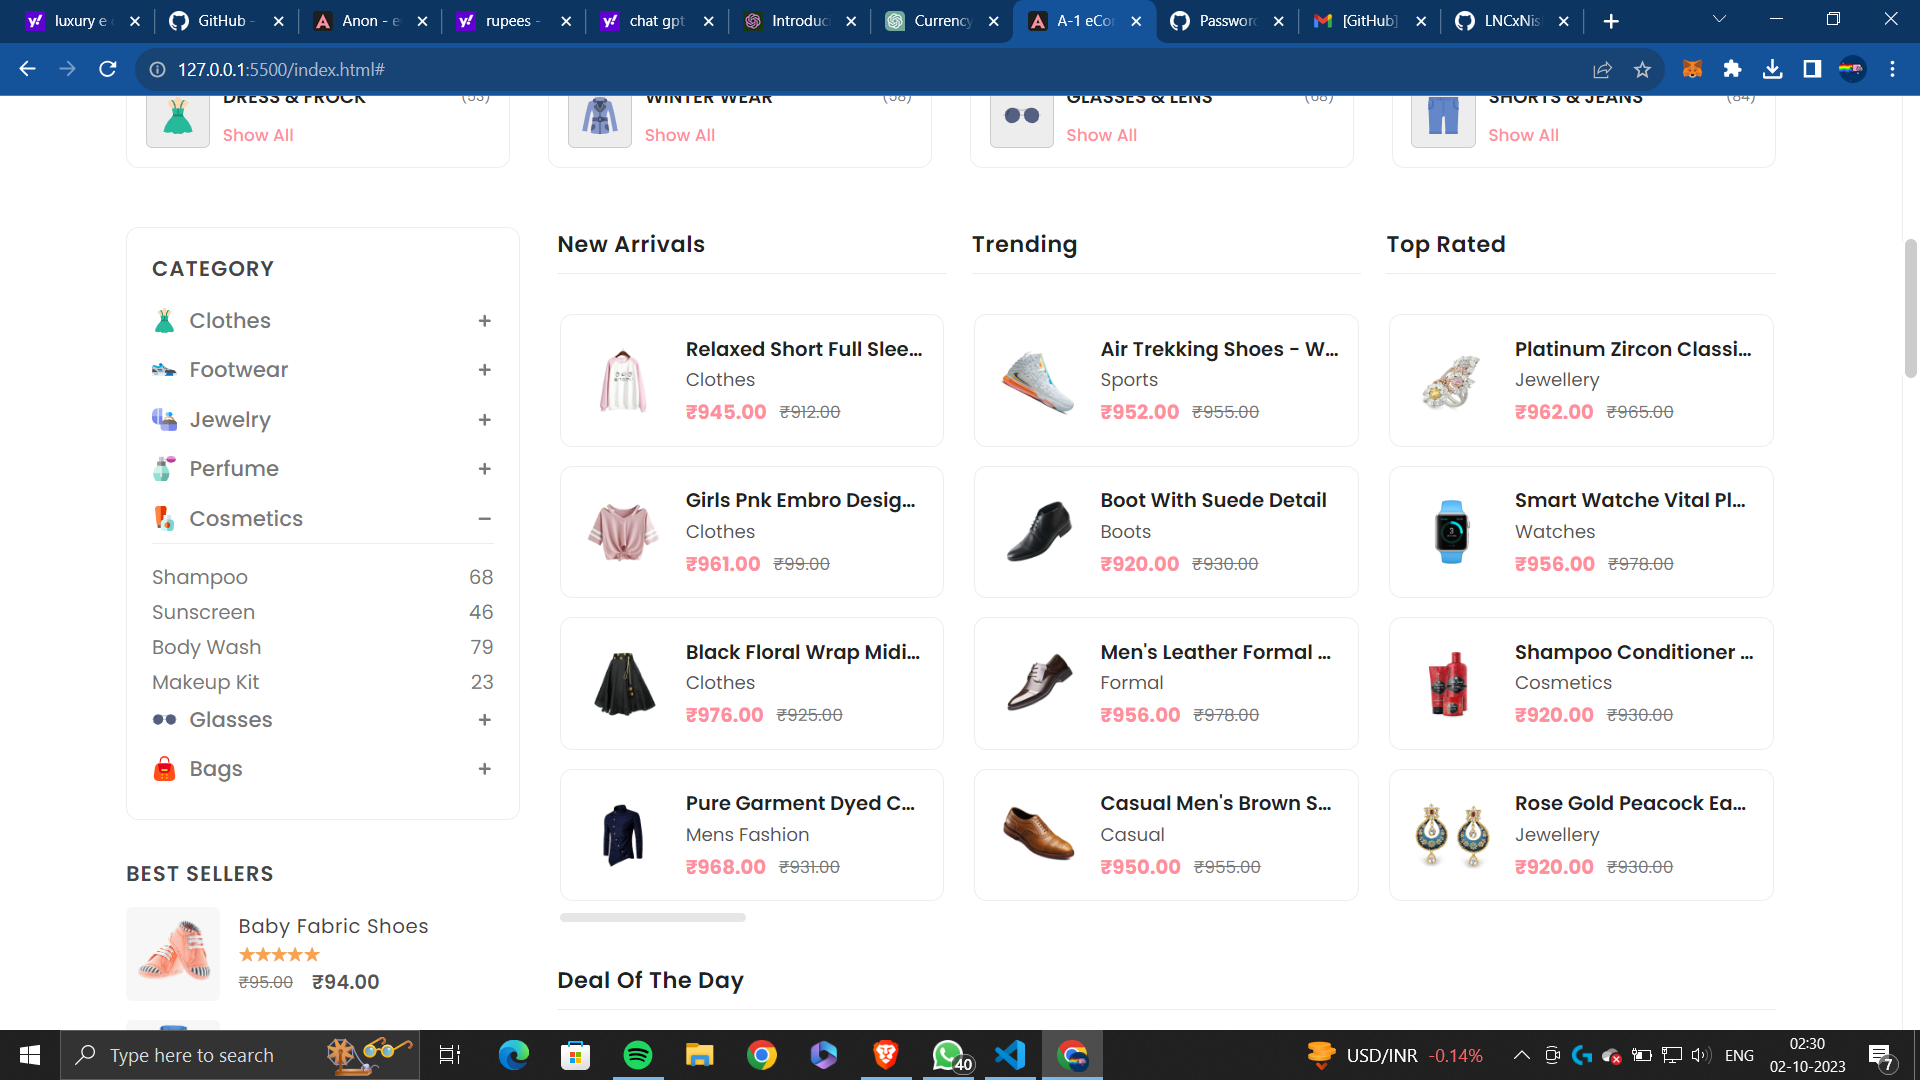 luxury e c
GitHub -
Anon - e
rupees -
chat gpt
Introduc
Currency
A-1 eCor
Passwor
[GitHub]
LNCxNis
127.0.0.1:5500/index.html#
DRESS & FROCK (53)
Show All
WINTER WEAR (58)
Show All
GLASSES & LENS (68)
Show All
SHORTS & JEANS (84)
Show All
CATEGORY
Clothes +
Footwear +
Jewelry +
Perfume +
Cosmetics −
Shampoo 68
Sunscreen 46
Body Wash 79
Makeup Kit 23
Glasses +
Bags +
BEST SELLERS
Baby Fabric Shoes
₹95.00 ₹94.00
New Arrivals
Relaxed Short Full Slee...
Clothes
₹945.00 ₹912.00
Girls Pnk Embro Desig...
Clothes
₹961.00 ₹99.00
Black Floral Wrap Midi...
Clothes
₹976.00 ₹925.00
Pure Garment Dyed C...
Mens Fashion
₹968.00 ₹931.00
Trending
Air Trekking Shoes - W...
Sports
₹952.00 ₹955.00
Boot With Suede Detail
Boots
₹920.00 ₹930.00
Men's Leather Formal ...
Formal
₹956.00 ₹978.00
Casual Men's Brown S...
Casual
₹950.00 ₹955.00
Top Rated
Platinum Zircon Classi...
Jewellery
₹962.00 ₹965.00
Smart Watche Vital Pl...
Watches
₹956.00 ₹978.00
Shampoo Conditioner ...
Cosmetics
₹920.00 ₹930.00
Rose Gold Peacock Ea...
Jewellery
₹920.00 ₹930.00
Deal Of The Day
Type here to search
40
USD/INR -0.14%
ENG
02:30
02-10-2023
7